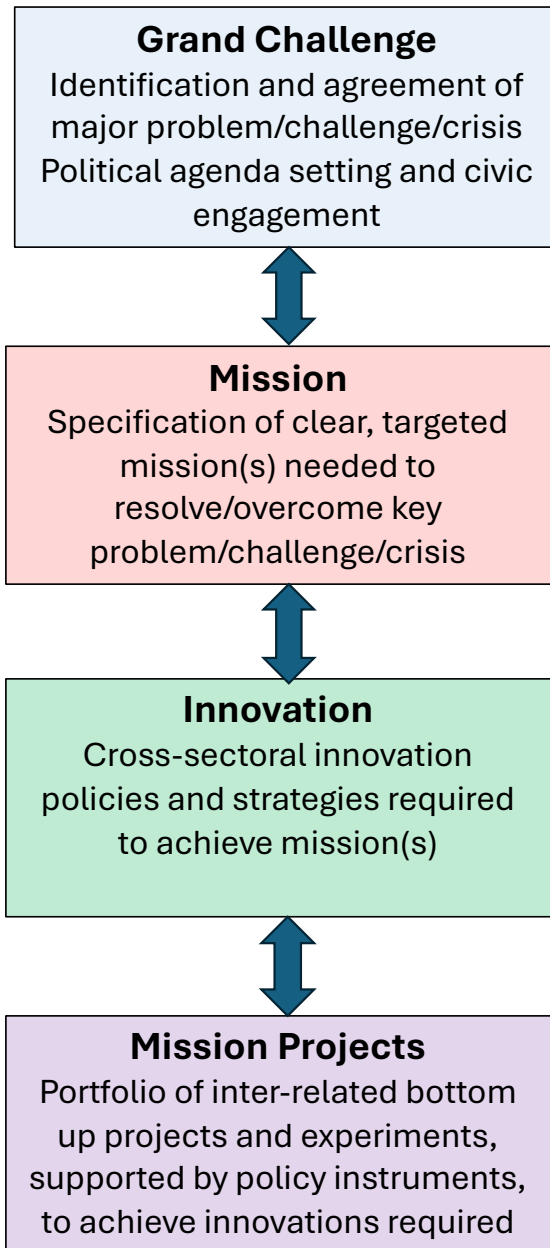 Grand Challenge
Identification and agreement of
major problem/challenge/crisis
Political agenda setting and civic
engagement
Mission
Specification of clear, targeted
mission(s) needed to
resolve/overcome key
problem/challenge/crisis
Innovation
Cross-sectoral innovation
policies and strategies required
to achieve mission(s)
Mission Projects
Portfolio of inter-related bottom
up projects and experiments,
supported by policy instruments,
to achieve innovations required